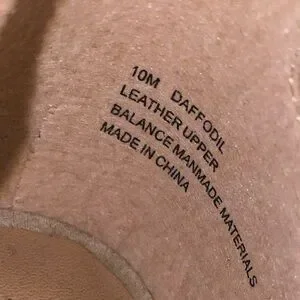 10M DAFFODIL
LEATHER UPPER
BALANCE MANMADE MATERIALS
MADE IN CHINA